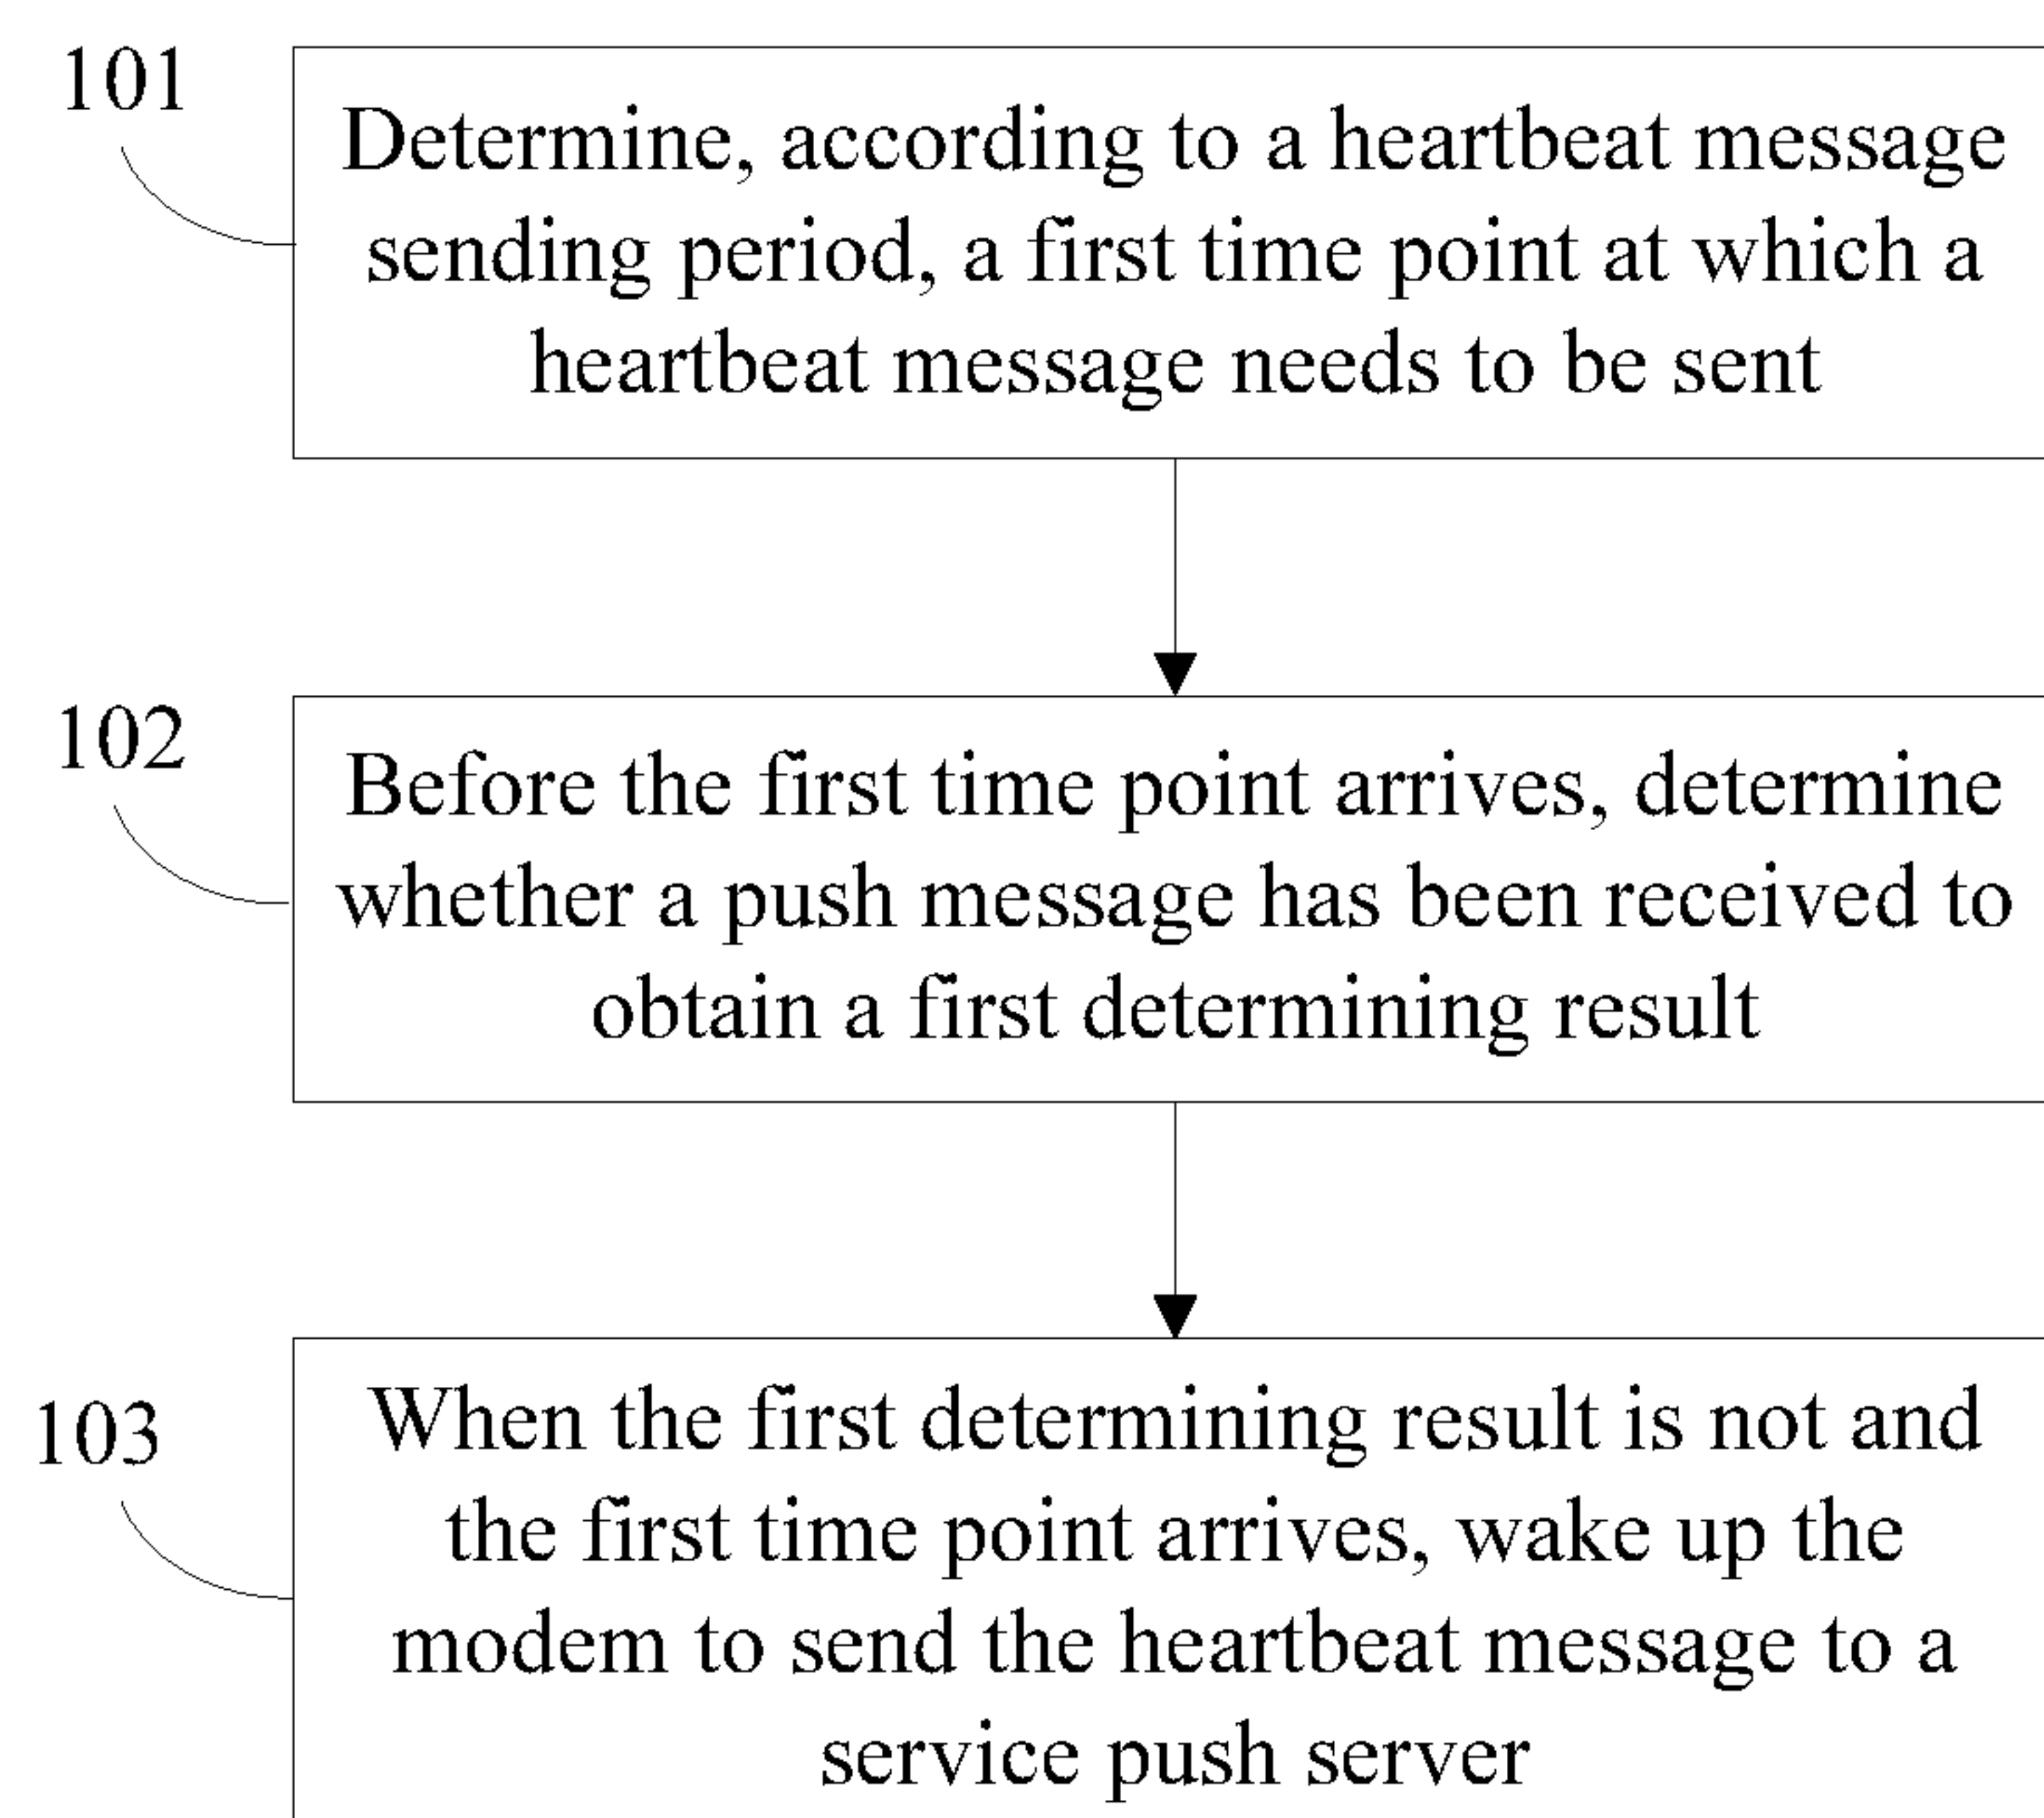 101
Determine, according to a heartbeat message
sending period, a first time point at which a
heartbeat message needs to be sent
102
Before the first time point arrives, determine
whether a push message has been received to
obtain a first determining result
103
When the first determining result is not and
the first time point arrives, wake up the
modem to send the heartbeat message to a
service push server